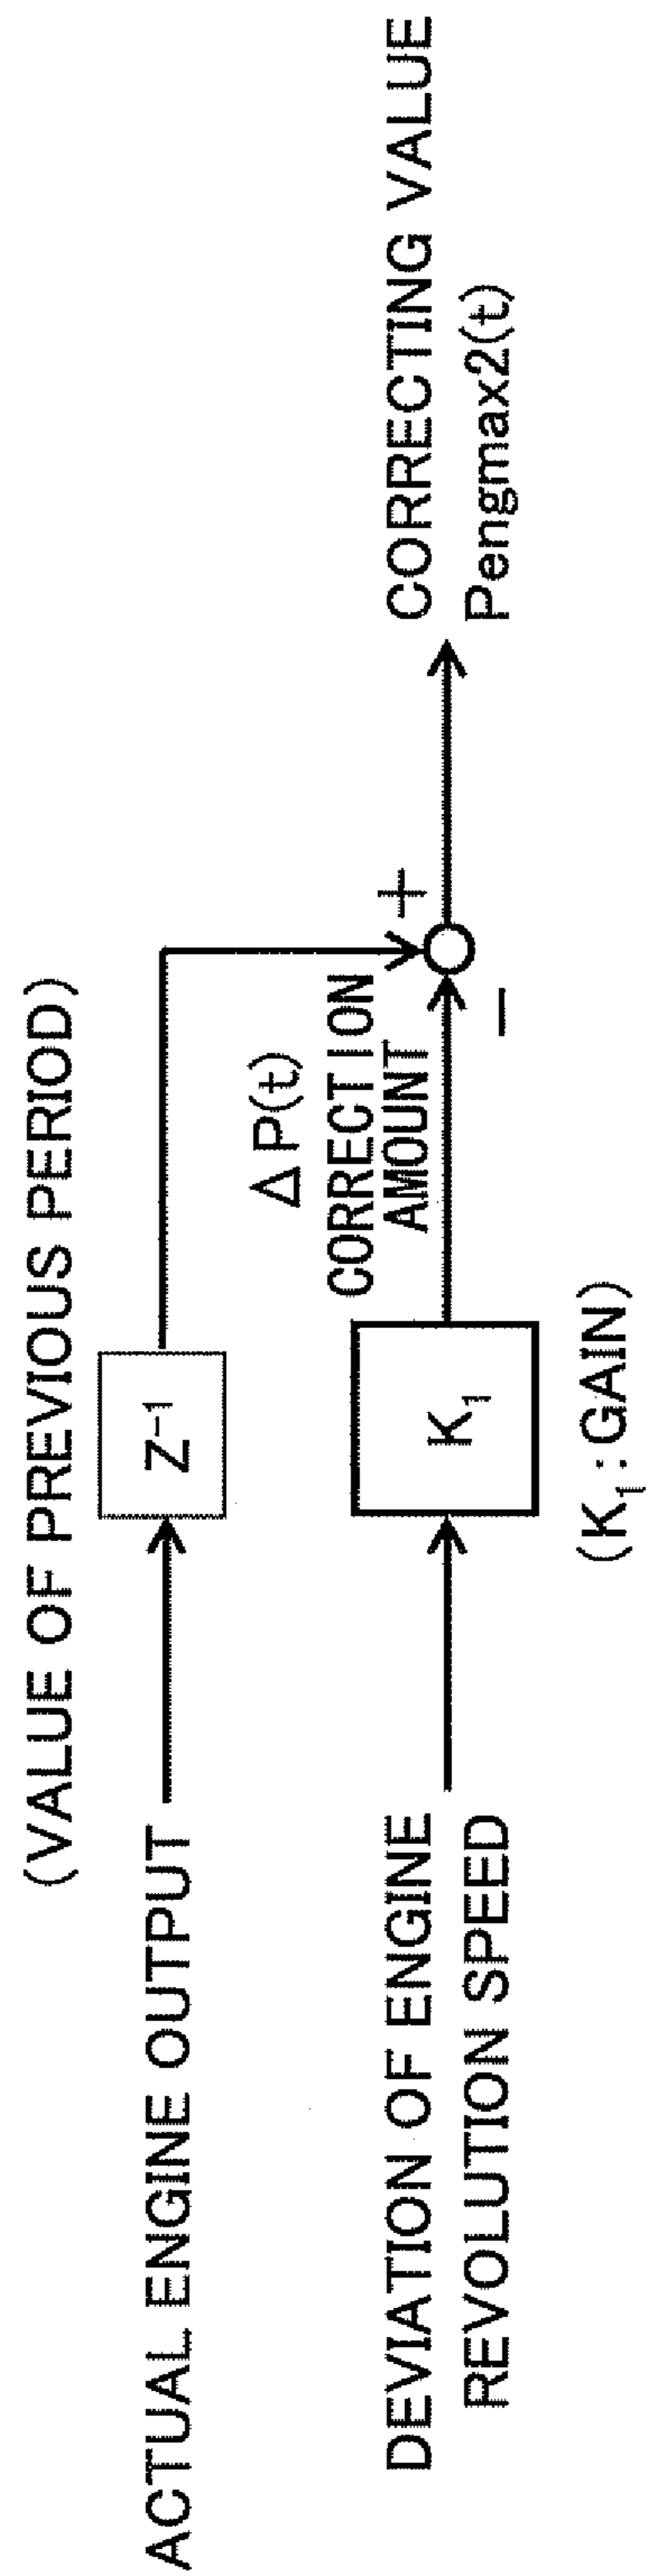 (VALUE OF PREVIOUS PERIOD)
ACTUAL ENGINE OUTPUT
Z⁻¹
ΔP(t)
CORRECTION
AMOUNT
+
−
DEVIATION OF ENGINE
REVOLUTION SPEED
K₁
(K₁:GAIN)
CORRECTING VALUE
Pengmax2(t)